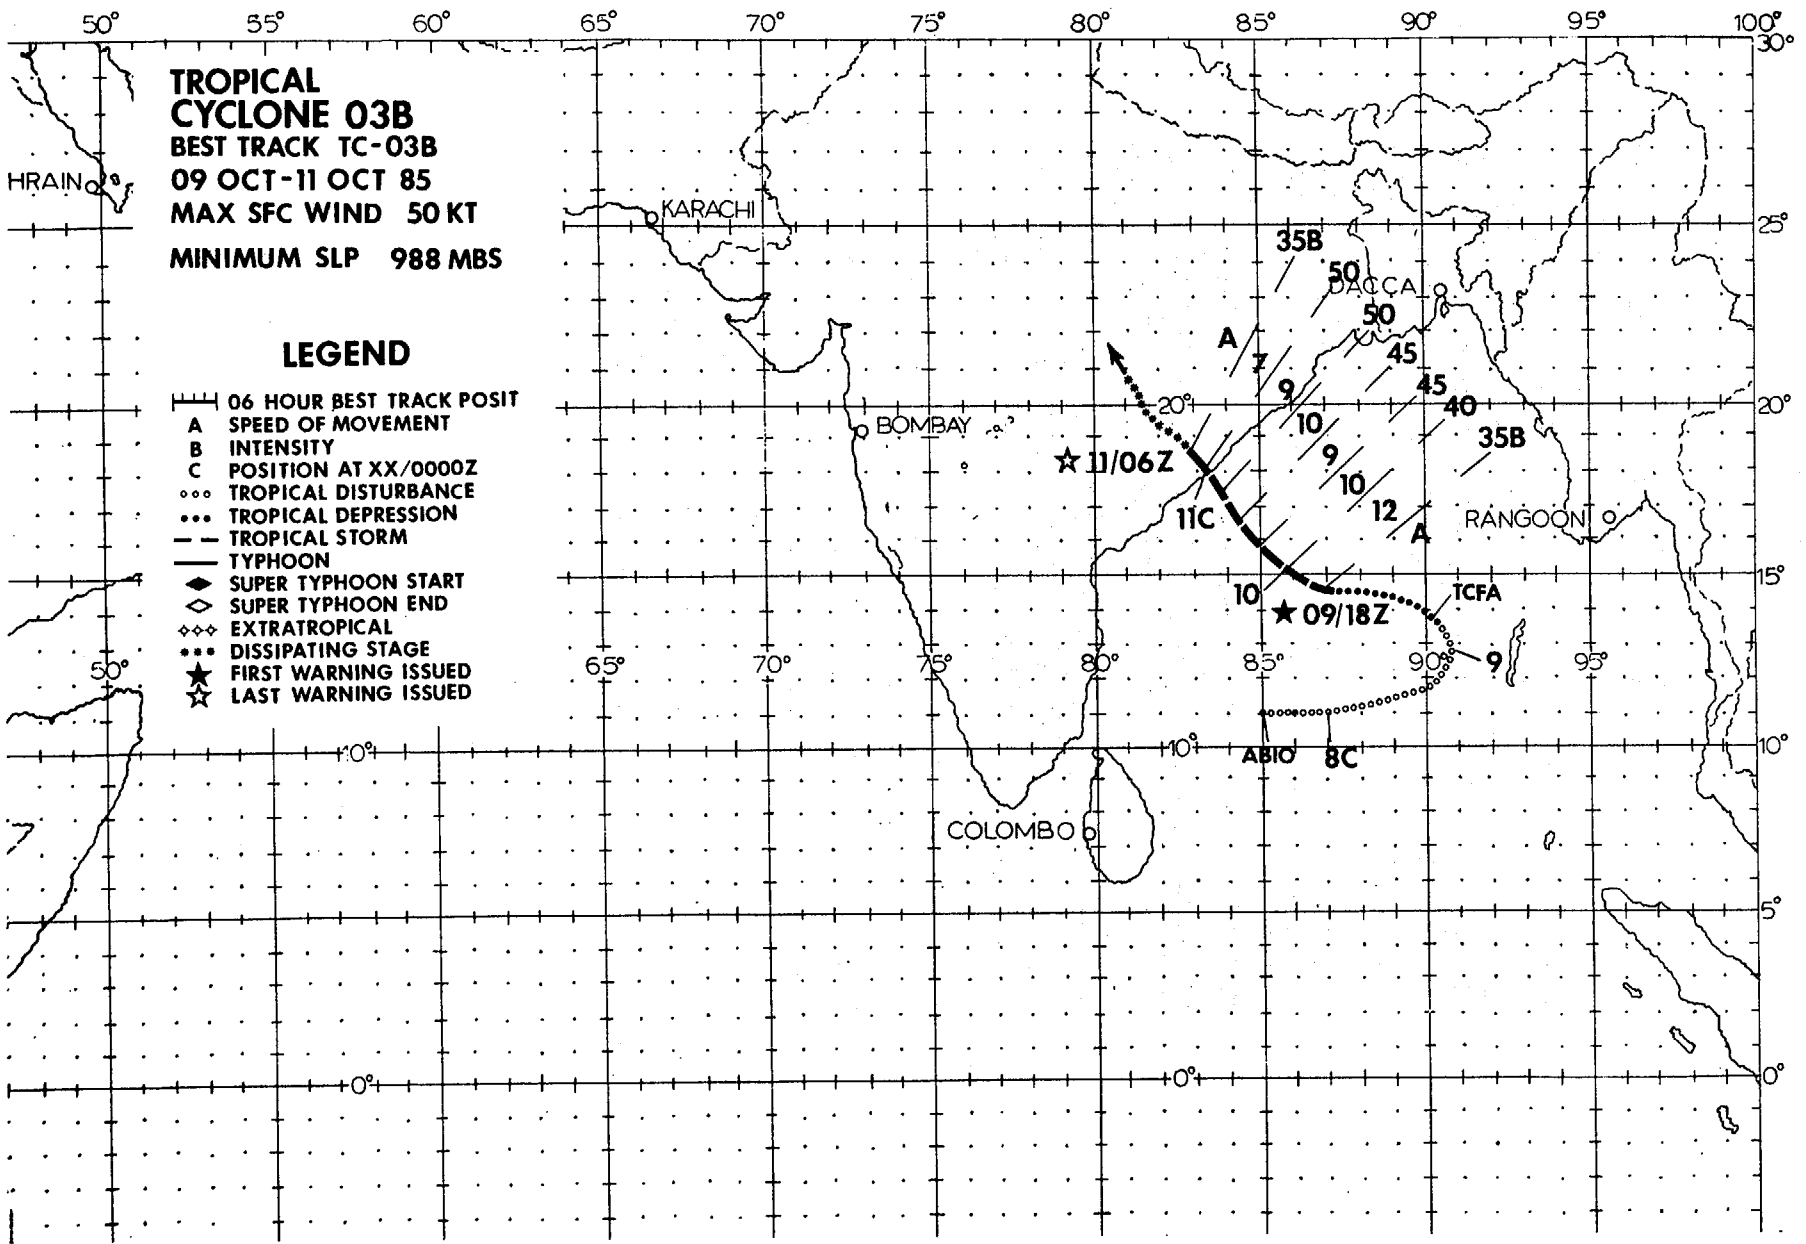 50° 55° 60° 65° 70° 75° 80° 85° 90° 95° 100°
30°
TROPICAL
CYCLONE 03B
BEST TRACK TC-03B
09 OCT-11 OCT 85
MAX SFC WIND 50 KT
MINIMUM SLP 988 MBS
HRAIN
KARACHI
25°
35B
50
DACCA
50
A
45
7
45
9
40
20°
20°
10
35B
LEGEND
06 HOUR BEST TRACK POSIT
A SPEED OF MOVEMENT
B INTENSITY
C POSITION AT XX/0000Z
TROPICAL DISTURBANCE
TROPICAL DEPRESSION
TROPICAL STORM
TYPHOON
SUPER TYPHOON START
SUPER TYPHOON END
EXTRATROPICAL
DISSIPATING STAGE
FIRST WARNING ISSUED
LAST WARNING ISSUED
BOMBAY
11/06Z
9
10
11C
12
A
RANGOON
15°
10
09/18Z
TCFA
9
50° 65° 70° 75° 80° 85° 90° 95°
ABIO 8C
10° 10° 10°
COLOMBO
5°
0° 0° 0°